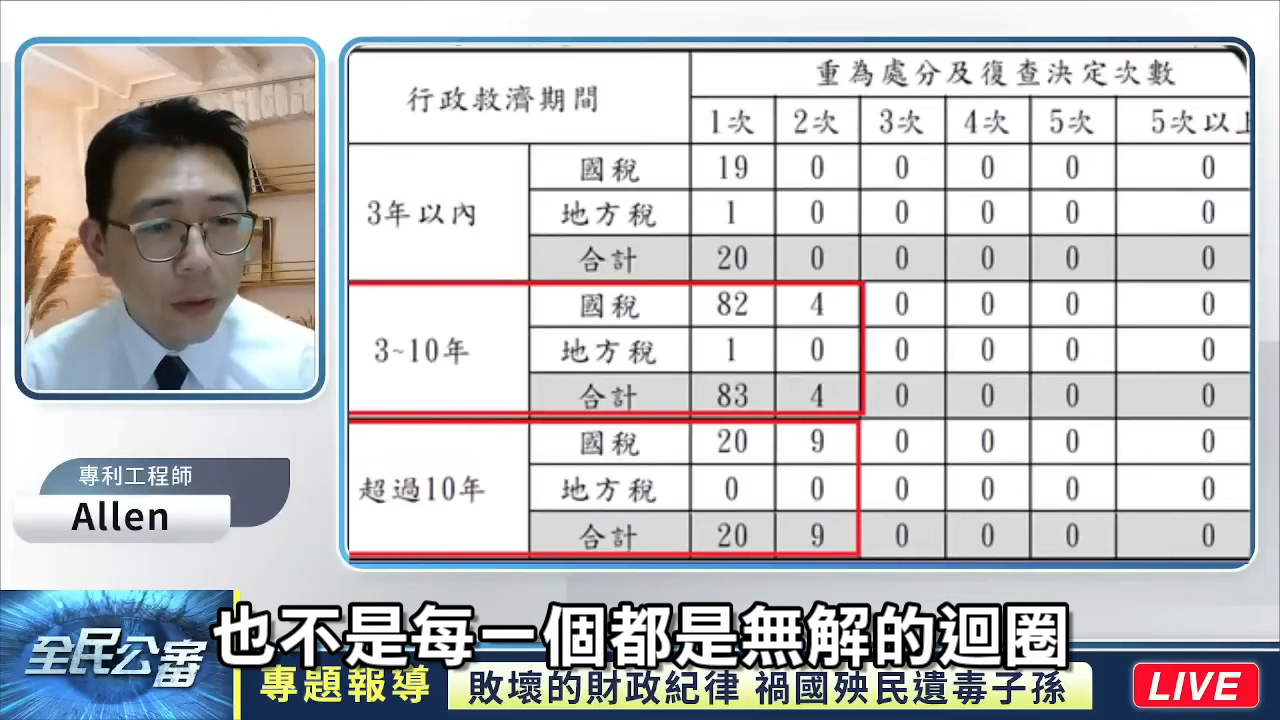 行政救濟期間 重為處分及復查決定次數
1次 2次 3次 4次 5次 5次以上
3年以內 國稅 19 0 0 0 0 0
地方稅 1 0 0 0 0 0
合計 20 0 0 0 0 0
3~10年 國稅 82 4 0 0 0 0
地方稅 1 0 0 0 0 0
合計 83 4 0 0 0 0
超過10年 國稅 20 9 0 0 0 0
地方稅 0 0 0 0 0 0
合計 20 9 0 0 0 0
專利工程師
Allen
也不是每一個都是無解的迴圈
全民公審
專題報導
敗壞的財政紀律 禍國殃民遺毒子孫
LIVE